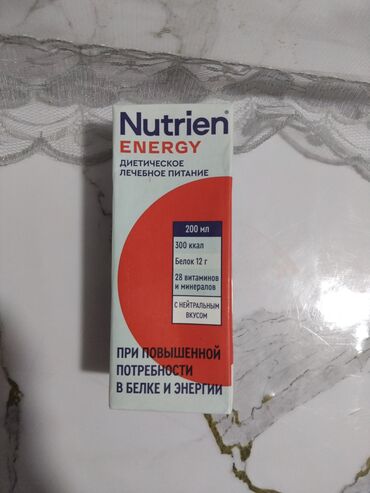 Nutrien®
ENERGY
ДИЕТИЧЕСКОЕ
ЛЕЧЕБНОЕ ПИТАНИЕ
200 мл
300 ккал
Белок 12 г
28 витаминов
и минералов
С НЕЙТРАЛЬНЫМ
ВКУСОМ
ПРИ ПОВЫШЕННОЙ
ПОТРЕБНОСТИ
В БЕЛКЕ И ЭНЕРГИИ